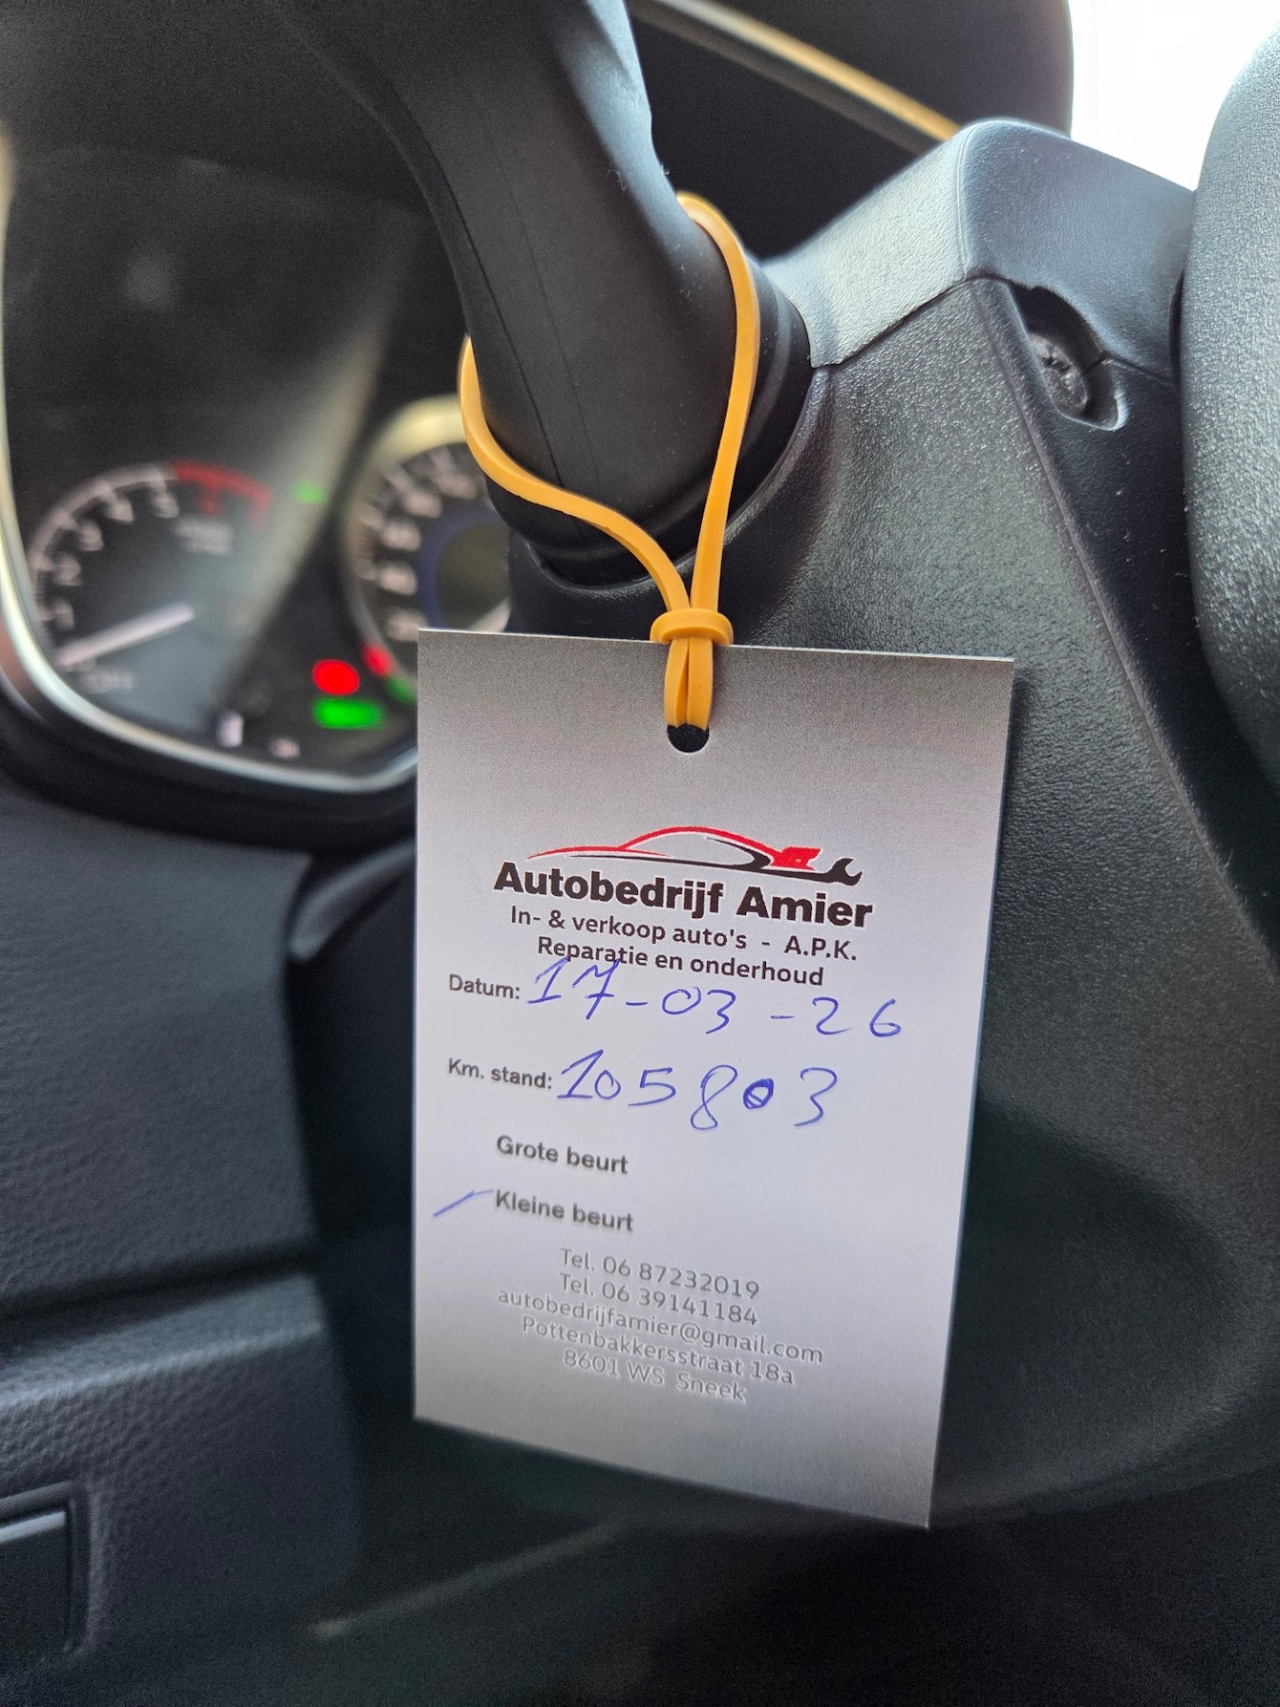 Autobedrijf Amier
In- & verkoop auto's - A.P.K.
Reparatie en onderhoud
Datum: 17-03-26
Km. stand: 105803
Grote beurt
Kleine beurt
Tel. 06 87232019
Tel. 06 39141184
autobedrijfamier@gmail.com
Pottenbakkersstraat 18a
8601 WS Sneek